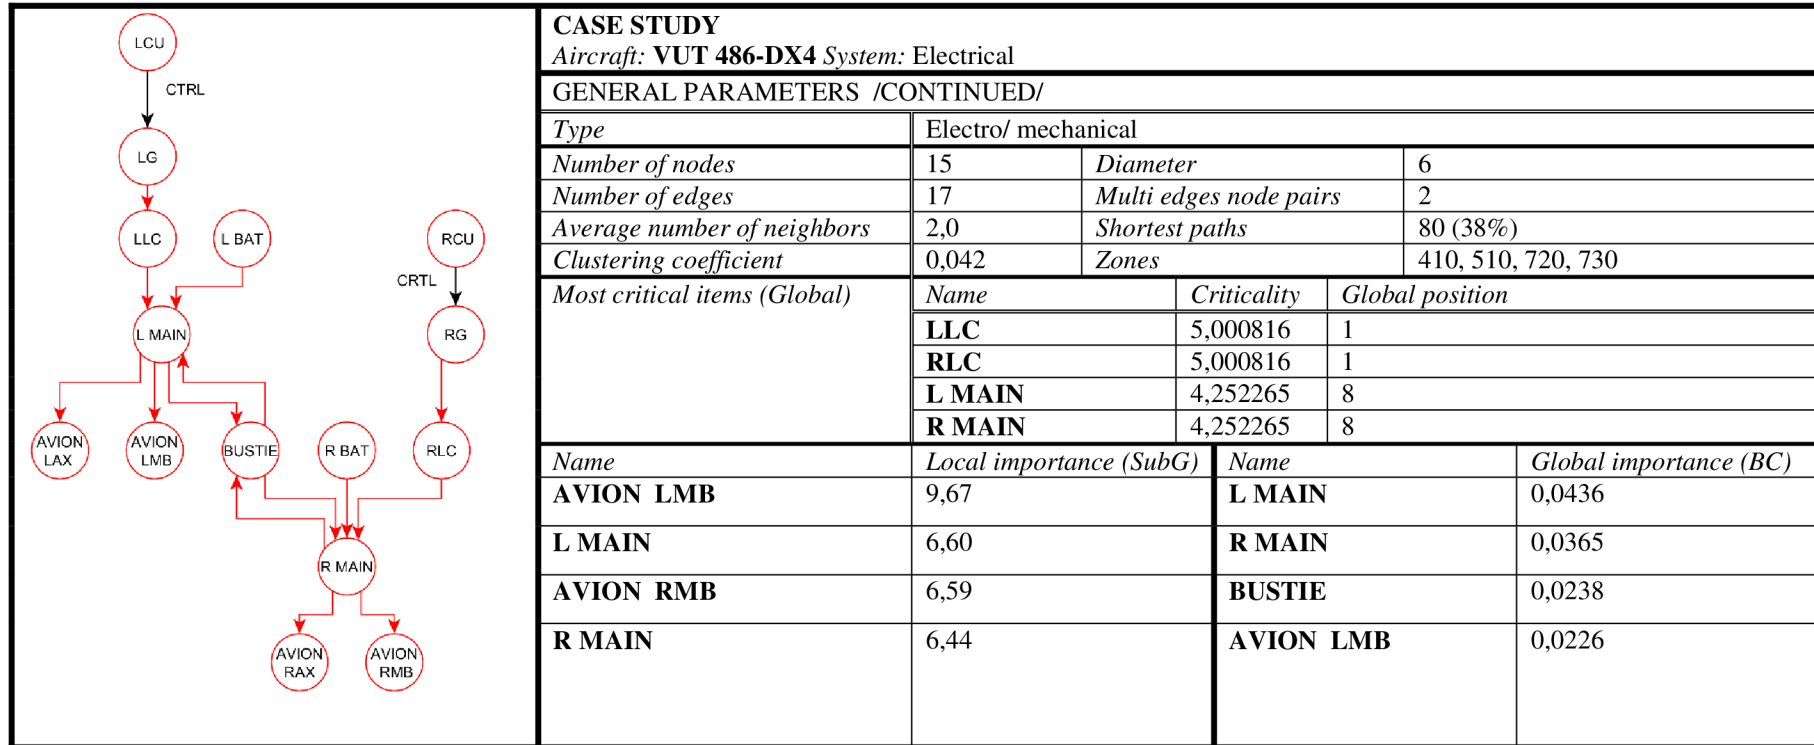 LCU
CTRL
LG
LLC
L BAT
RCU
CRTL
L MAIN
RG
AVION
LAX
AVION
LMB
BUSTIE
R BAT
RLC
R MAIN
AVION
RAX
AVION
RMB
CASE STUDY
Aircraft: VUT 486-DX4 System: Electrical
GENERAL PARAMETERS /CONTINUED/
Type Electro/ mechanical
Number of nodes 15 Diameter 6
Number of edges 17 Multi edges node pairs 2
Average number of neighbors 2,0 Shortest paths 80 (38%)
Clustering coefficient 0,042 Zones 410, 510, 720, 730
Most critical items (Global) Name Criticality Global position
LLC 5,000816 1
RLC 5,000816 1
L MAIN 4,252265 8
R MAIN 4,252265 8
Name Local importance (SubG) Name Global importance (BC)
AVION LMB 9,67 L MAIN 0,0436
L MAIN 6,60 R MAIN 0,0365
AVION RMB 6,59 BUSTIE 0,0238
R MAIN 6,44 AVION LMB 0,0226